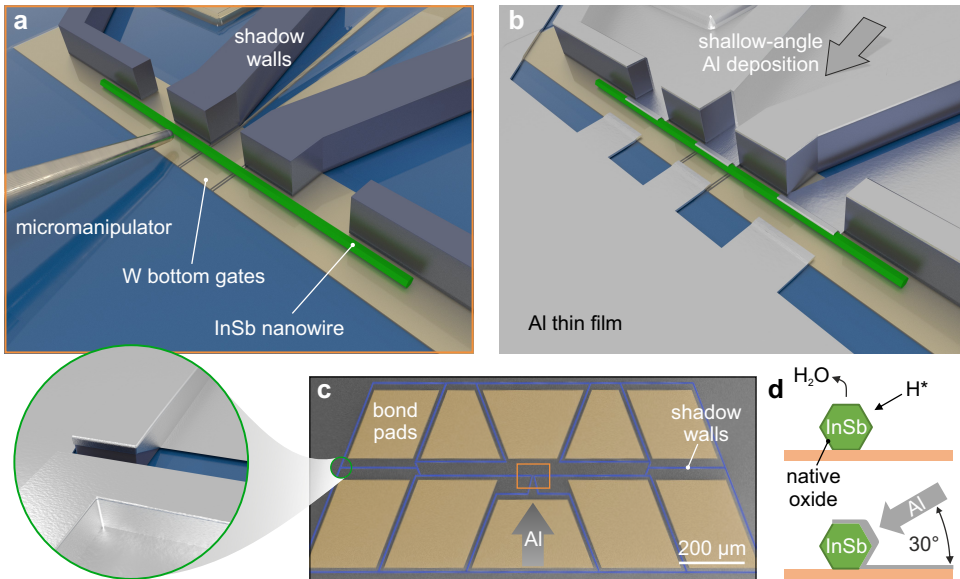 a
shadow
walls
micromanipulator
W bottom gates
InSb nanowire
b
shallow-angle
Al deposition
Al thin film
c
bond
pads
shadow
walls
Al
200 µm
d
H₂O
H*
InSb
native
oxide
Al
InSb
30°